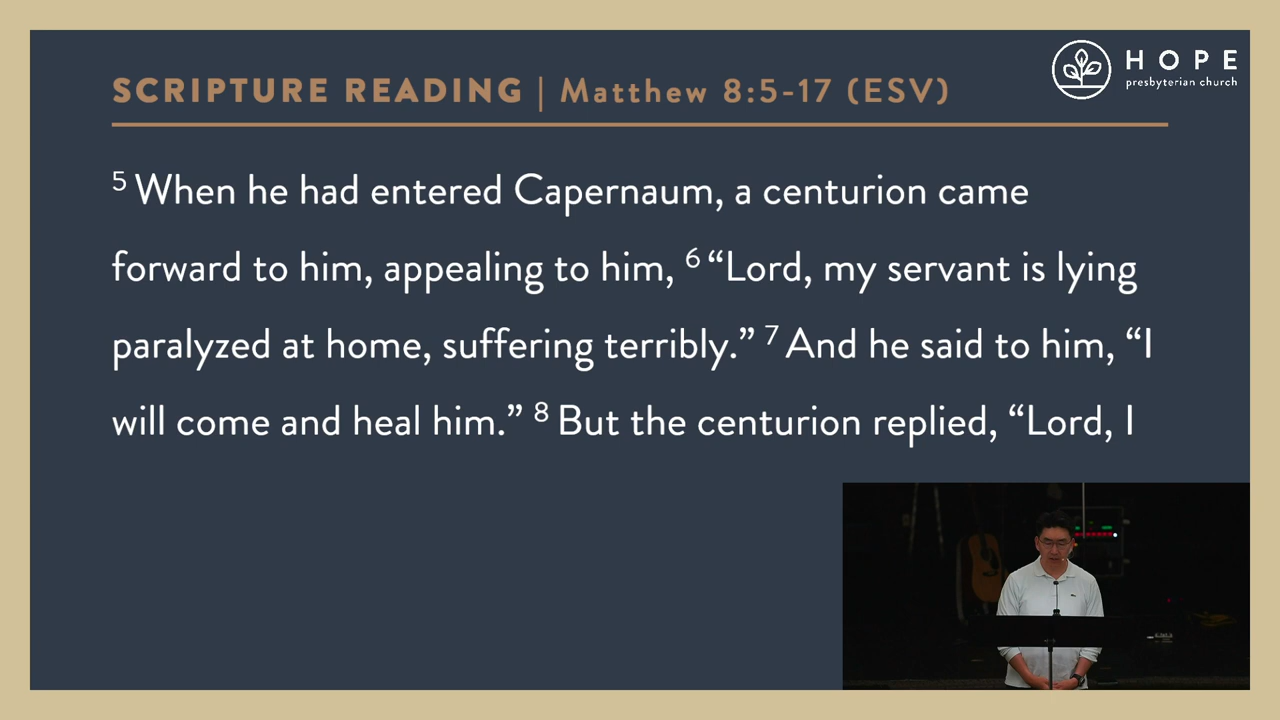 SCRIPTURE READING | Matthew 8:5-17 (ESV)
HOPE
presbyterian church
5 When he had entered Capernaum, a centurion came
forward to him, appealing to him, 6 “Lord, my servant is lying
paralyzed at home, suffering terribly.” 7 And he said to him, “I
will come and heal him.” 8 But the centurion replied, “Lord, I